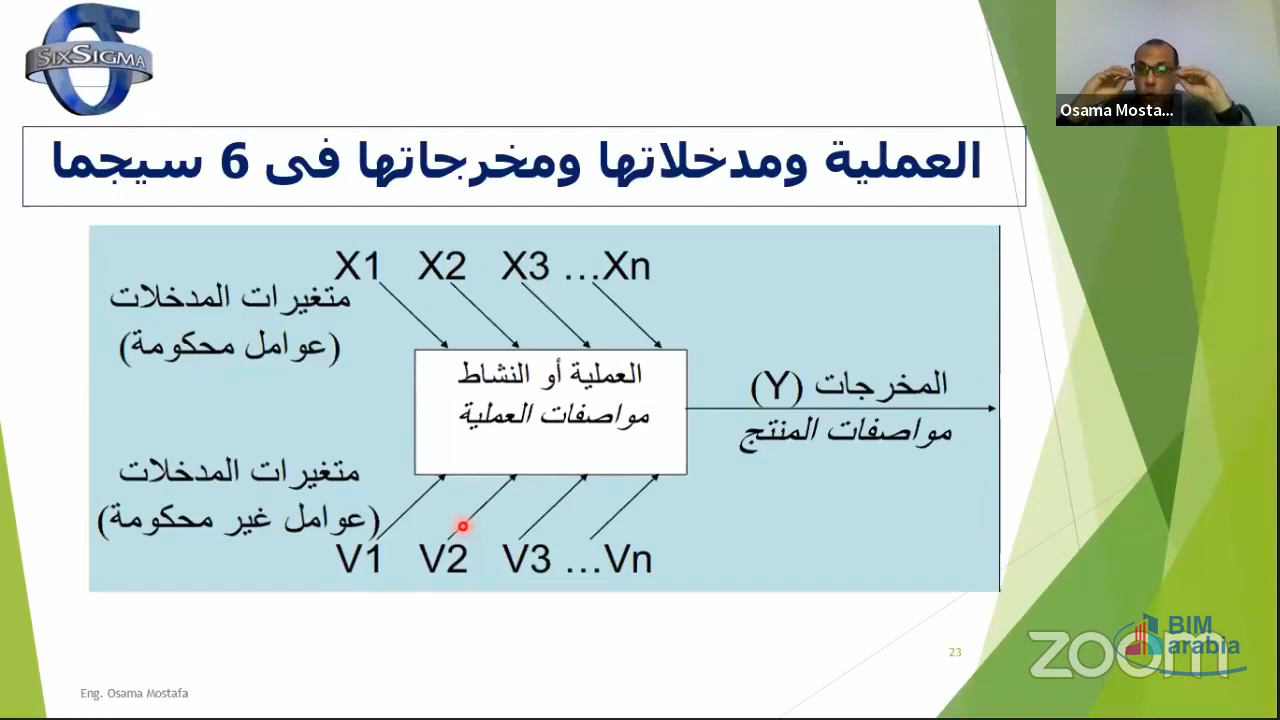 SIXSIGMA
Osama Mosta...
العملية ومدخلاتها ومخرجاتها فى 6 سيجما
X1 X2 X3 ...Xn
متغيرات المدخلات
(عوامل محكومة)
العملية أو النشاط
مواصفات العملية
المخرجات (Y)
مواصفات المنتج
متغيرات المدخلات
(عوامل غير محكومة)
V1 V2 V3 ...Vn
23
zoom
BIM
arabia
Eng. Osama Mostafa